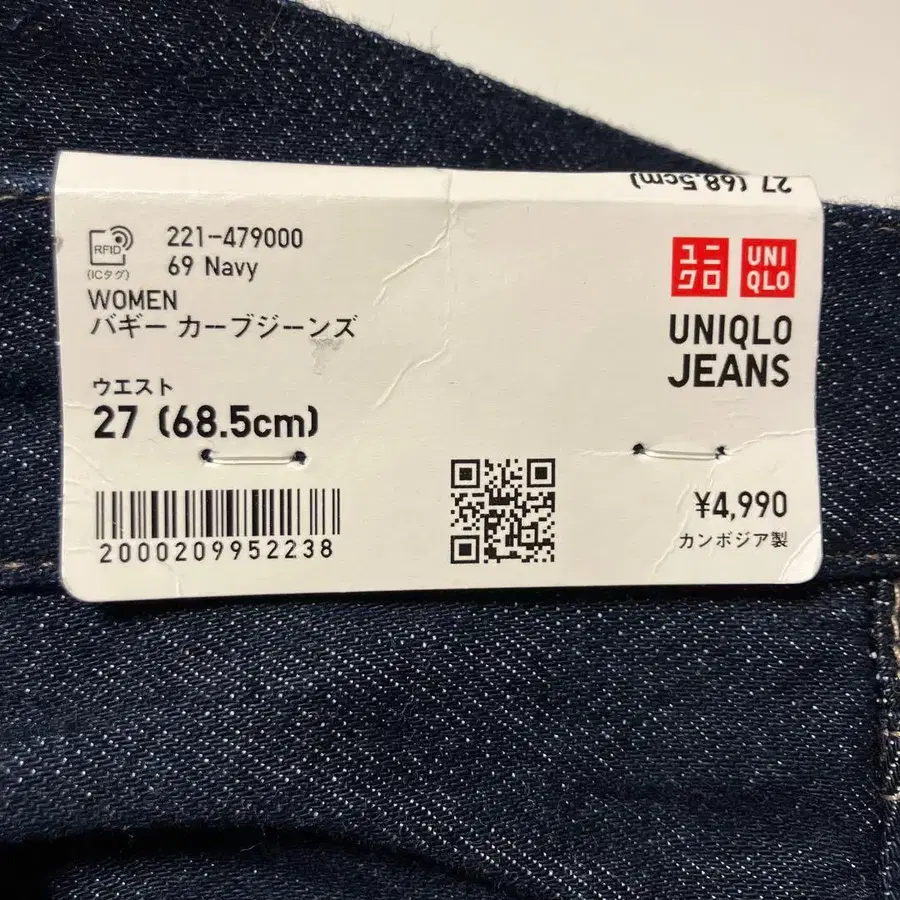 27 (68.5cm)
RFID
(ICタグ)
221-479000
69 Navy
WOMEN
バギー カーブジーンズ
ウエスト
27 (68.5cm)
2000209952238
ユニ
クロ
UNI
QLO
UNIQLO
JEANS
¥4,990
カンボジア製